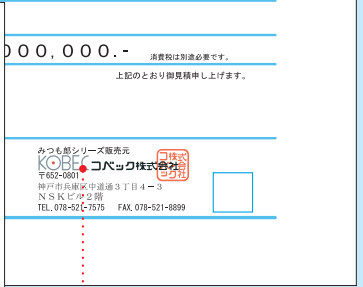 000,000.-
消費税は別途必要です。
上記のとおり御見積申し上げます。
みつも郎シリーズ販売元
KOBEC コベック株式会社
〒652-0801
神戸市兵庫区中道通3丁目4-3
NSKビル2階
TEL.078-521-7575 FAX.078-521-8899